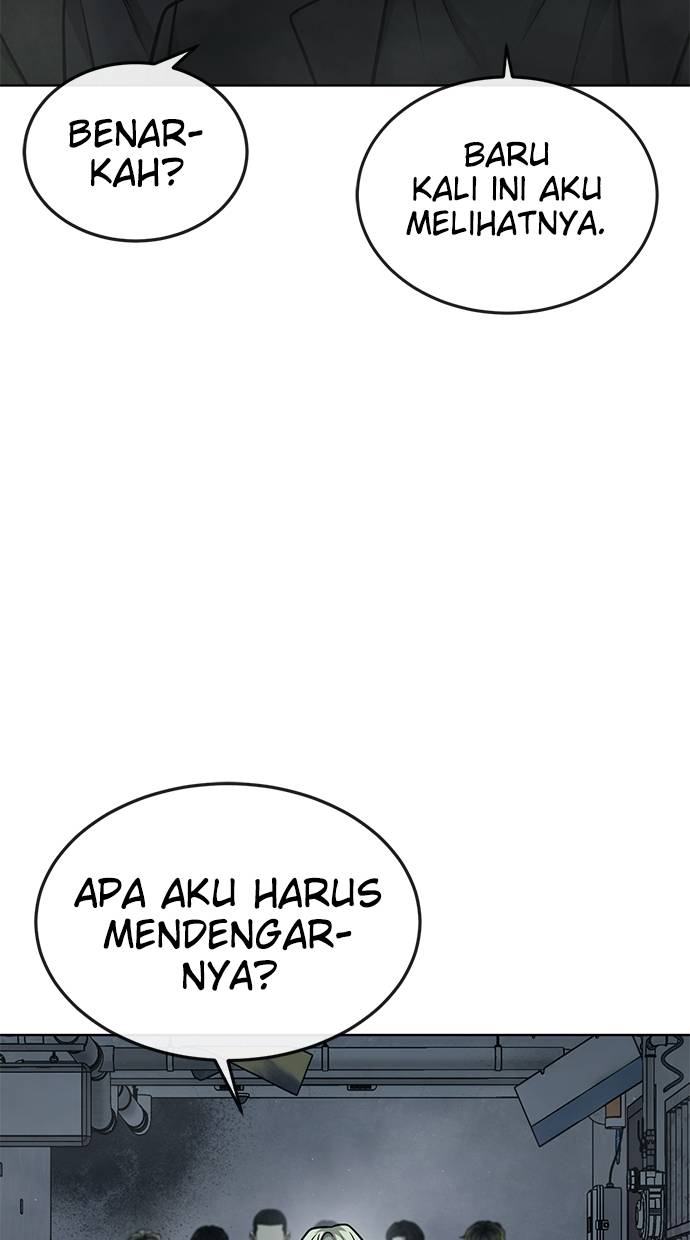 BENAR-
KAH?
BARU
KALI INI AKU
MELIHATNYA.
APA AKU HARUS
MENDENGAR-
NYA?